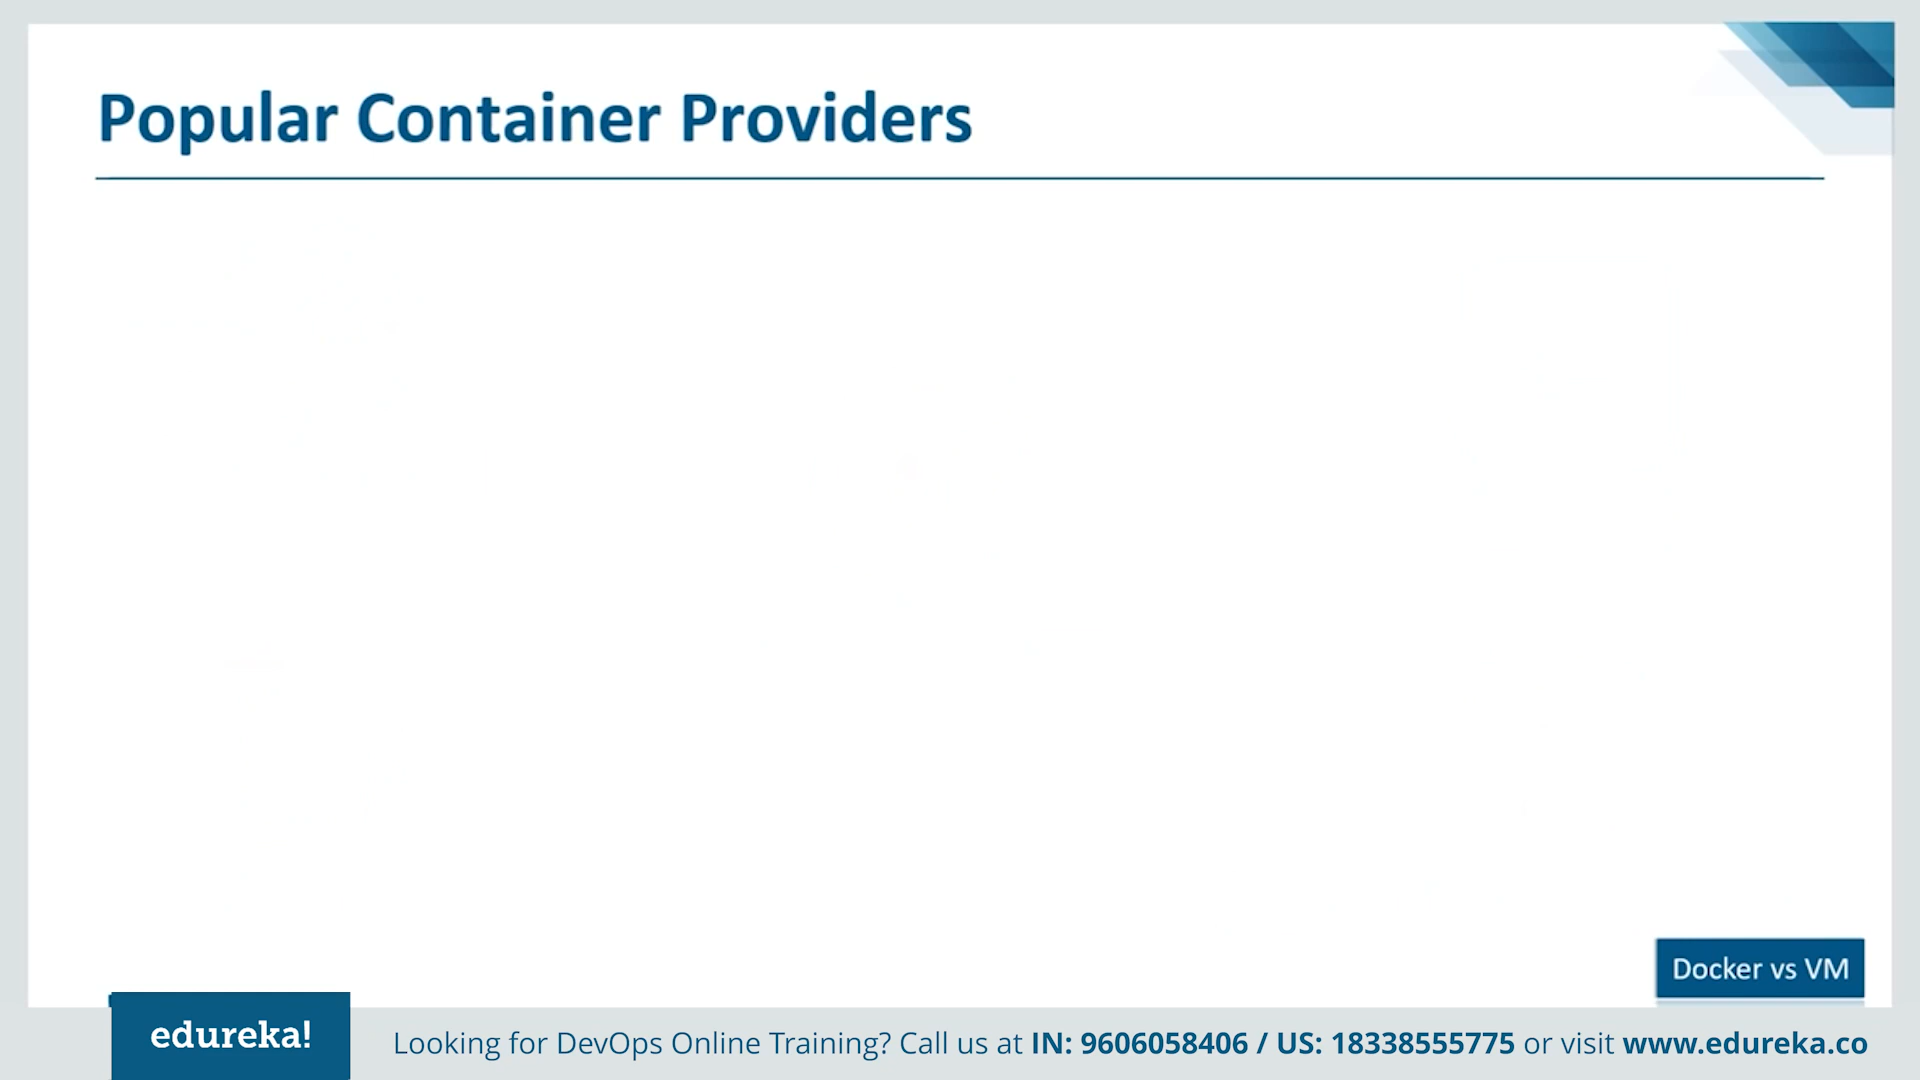 Popular Container Providers
Docker vs VM
edureka!
Looking for DevOps Online Training? Call us at IN: 9606058406 / US: 18338555775 or visit www.edureka.co